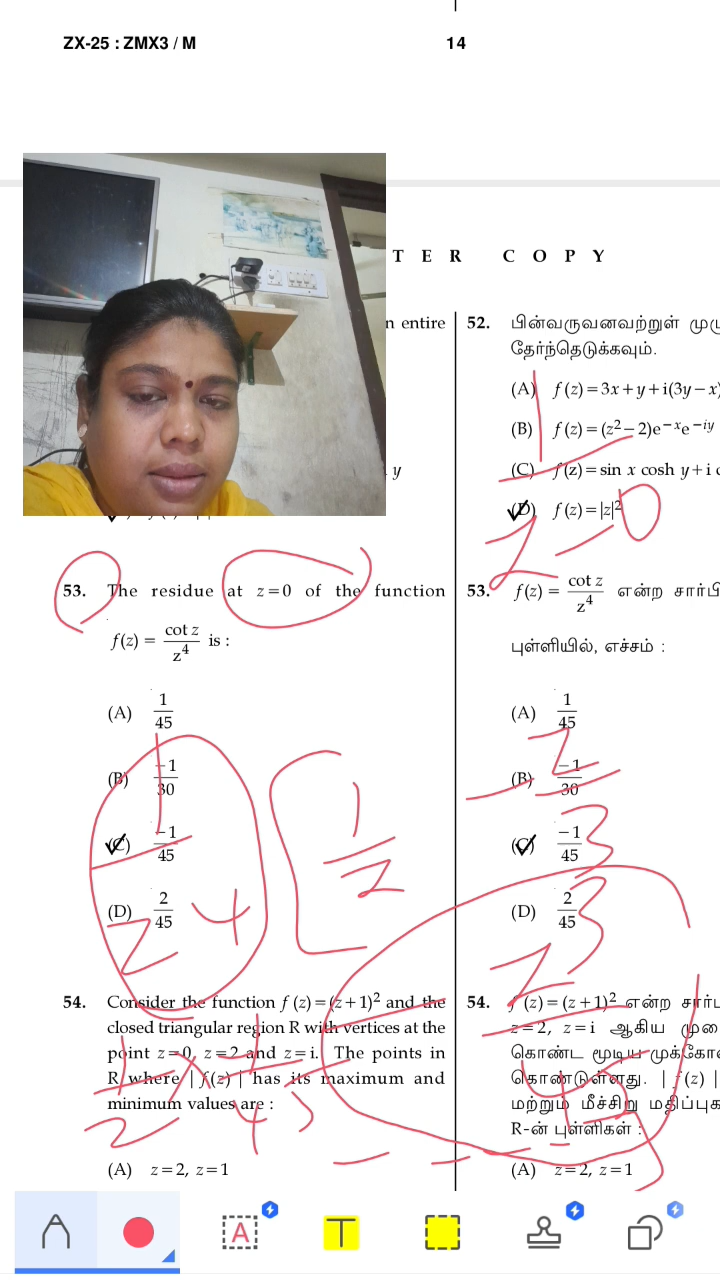 ZX-25 : ZMX3 / M
14
T E R C O P Y
n entire
y
53. The residue at z=0 of the function
f(z) = cot z / z⁴ is :
(A) 1/45
(B) −1/30
(C) −1/45
(D) 2/45
54. Consider the function f (z)=(z+1)² and the
closed triangular region R with vertices at the
point z=0, z=2 and z=i. The points in
R where |f(z)| has its maximum and
minimum values are :
(A) z=2, z=1
52. பின்வருவனவற்றுள்
தேர்ந்தெடுக்கவும்.
(A) f(z)=3x+y+i(3y−x)
(B) f(z)=(z²−2)e⁻ˣe⁻ⁱʸ
(C) f(z)=sin x cosh y+i c
(D) f(z)=|z|²
53. f(z) = cot z / z⁴ என்ற
புள்ளியில், எச்சம் :
(A) 1/45
(B) −1/30
(C) −1/45
(D) 2/45
54. f (z)=(z+1)² என்ற
z=2, z=i ஆகிய
கொண்ட மூடிய
கொண்டுள்ளது. | f (z) |
மற்றும் மீச்சிறு
R-ன் புள்ளிகள் :
(A) z=2, z=1
z=0
1/z
z⁴
A
T